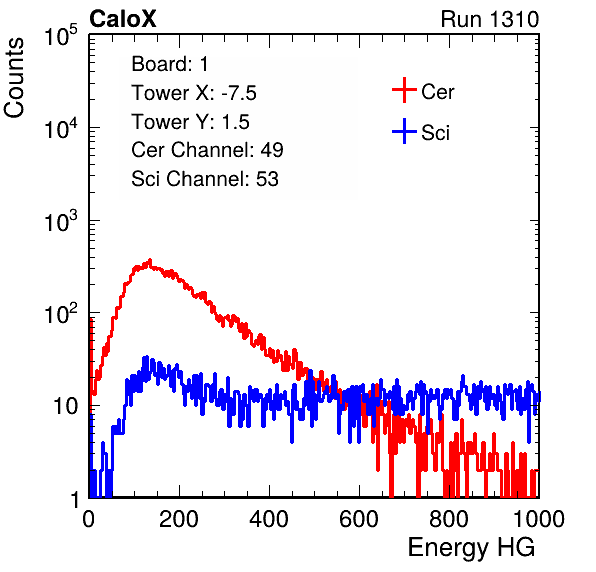 CaloX Run 1310
Counts
Board: 1
Tower X: -7.5
Tower Y: 1.5
Cer Channel: 49
Sci Channel: 53
Cer
Sci
10^5
10^4
10^3
10^2
10
1
0 200 400 600 800 1000
Energy HG